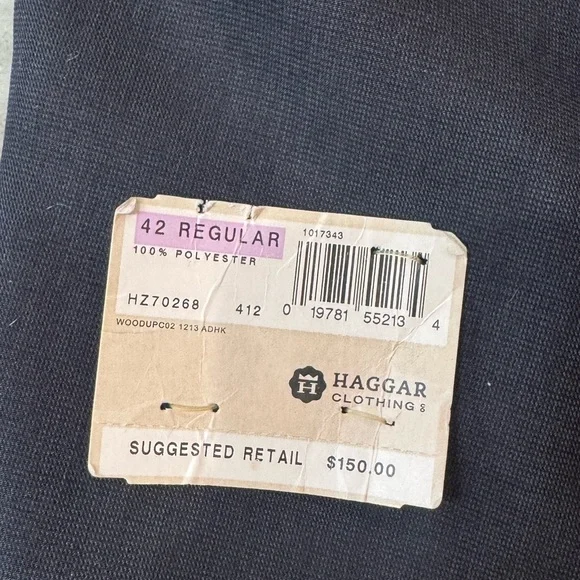 42 REGULAR
1017343
100% POLYESTER
HZ70268 412 0 19781 55213 4
WOODUPC02 1213 ADHK
H HAGGAR
CLOTHING
SUGGESTED RETAIL $150.00